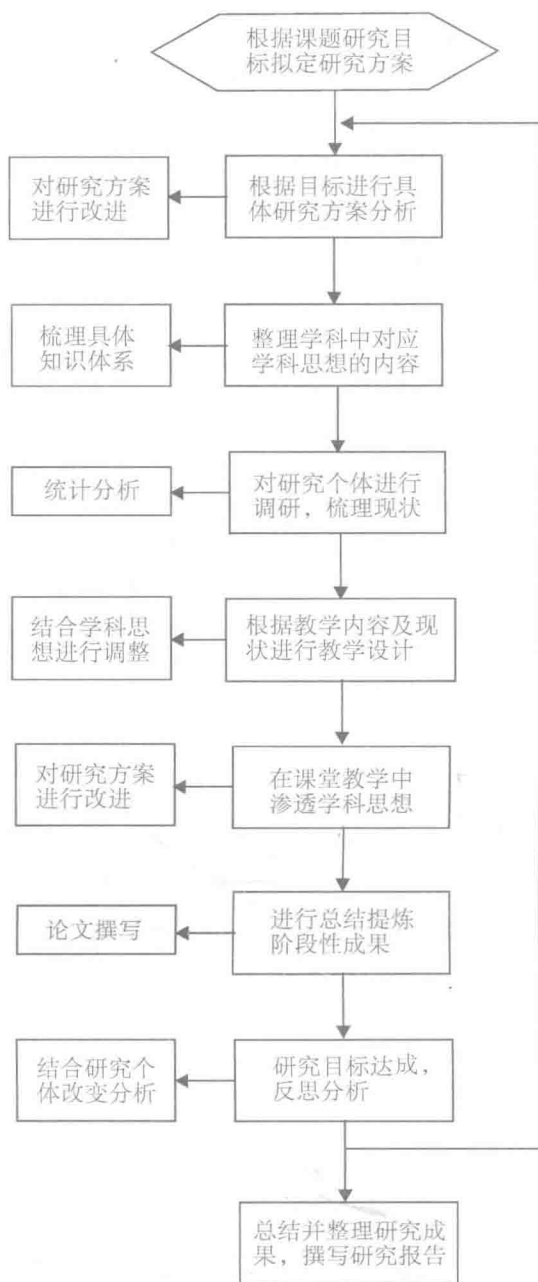 根据课题研究目
标拟定研究方案
对研究方案
进行改进
根据目标进行具
体研究方案分析
梳理具体
知识体系
整理学科中对应
学科思想的内容
统计分析
对研究个体进行
调研，梳理现状
结合学科思
想进行调整
根据教学内容及现
状进行教学设计
对研究方案
进行改进
在课堂教学中
渗透学科思想
论文撰写
进行总结提炼
阶段性成果
结合研究个
体改变分析
研究目标达成，
反思分析
总结并整理研究成
果，撰写研究报告